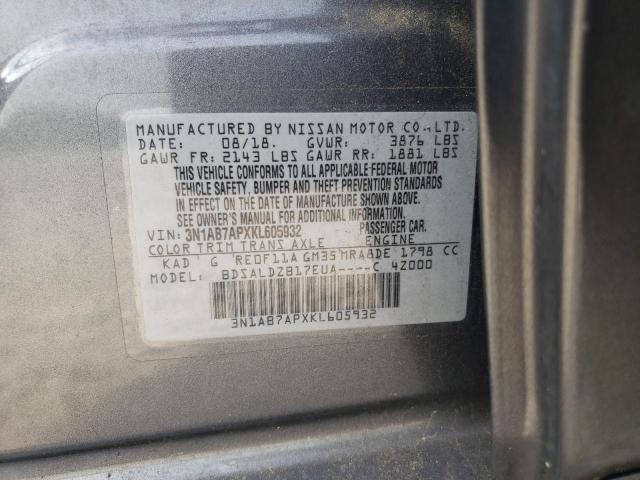 MANUFACTURED BY NISSAN MOTOR CO.,LTD.
DATE: 08/18. GVWR: 3876 LBS
GAWR FR: 2143 LBS GAWR RR: 1881 LBS
THIS VEHICLE CONFORMS TO ALL APPLICABLE FEDERAL MOTOR
VEHICLE SAFETY, BUMPER AND THEFT PREVENTION STANDARDS
IN EFFECT ON THE DATE OF MANUFACTURE SHOWN ABOVE.
SEE OWNER'S MANUAL FOR ADDITIONAL INFORMATION.
VIN: 3N1AB7APXKL605932 PASSENGER CAR.
COLOR TRIM TRANS AXLE ENGINE
KAD G RE0F11A GM35 MRA8DE 1798 CC
MODEL: BDSALDZB17EUA----C 4Z000
3N1AB7APXKL605932